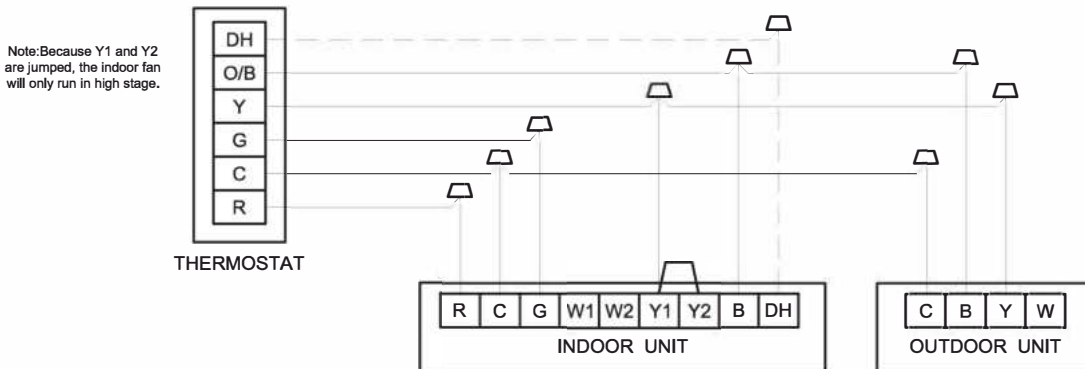 Note:Because Y1 and Y2
are jumped, the indoor fan
will only run in high stage.
DH
O/B
Y
G
C
R
THERMOSTAT
R C G W1 W2 Y1 Y2 B DH
INDOOR UNIT
C B Y W
OUTDOOR UNIT